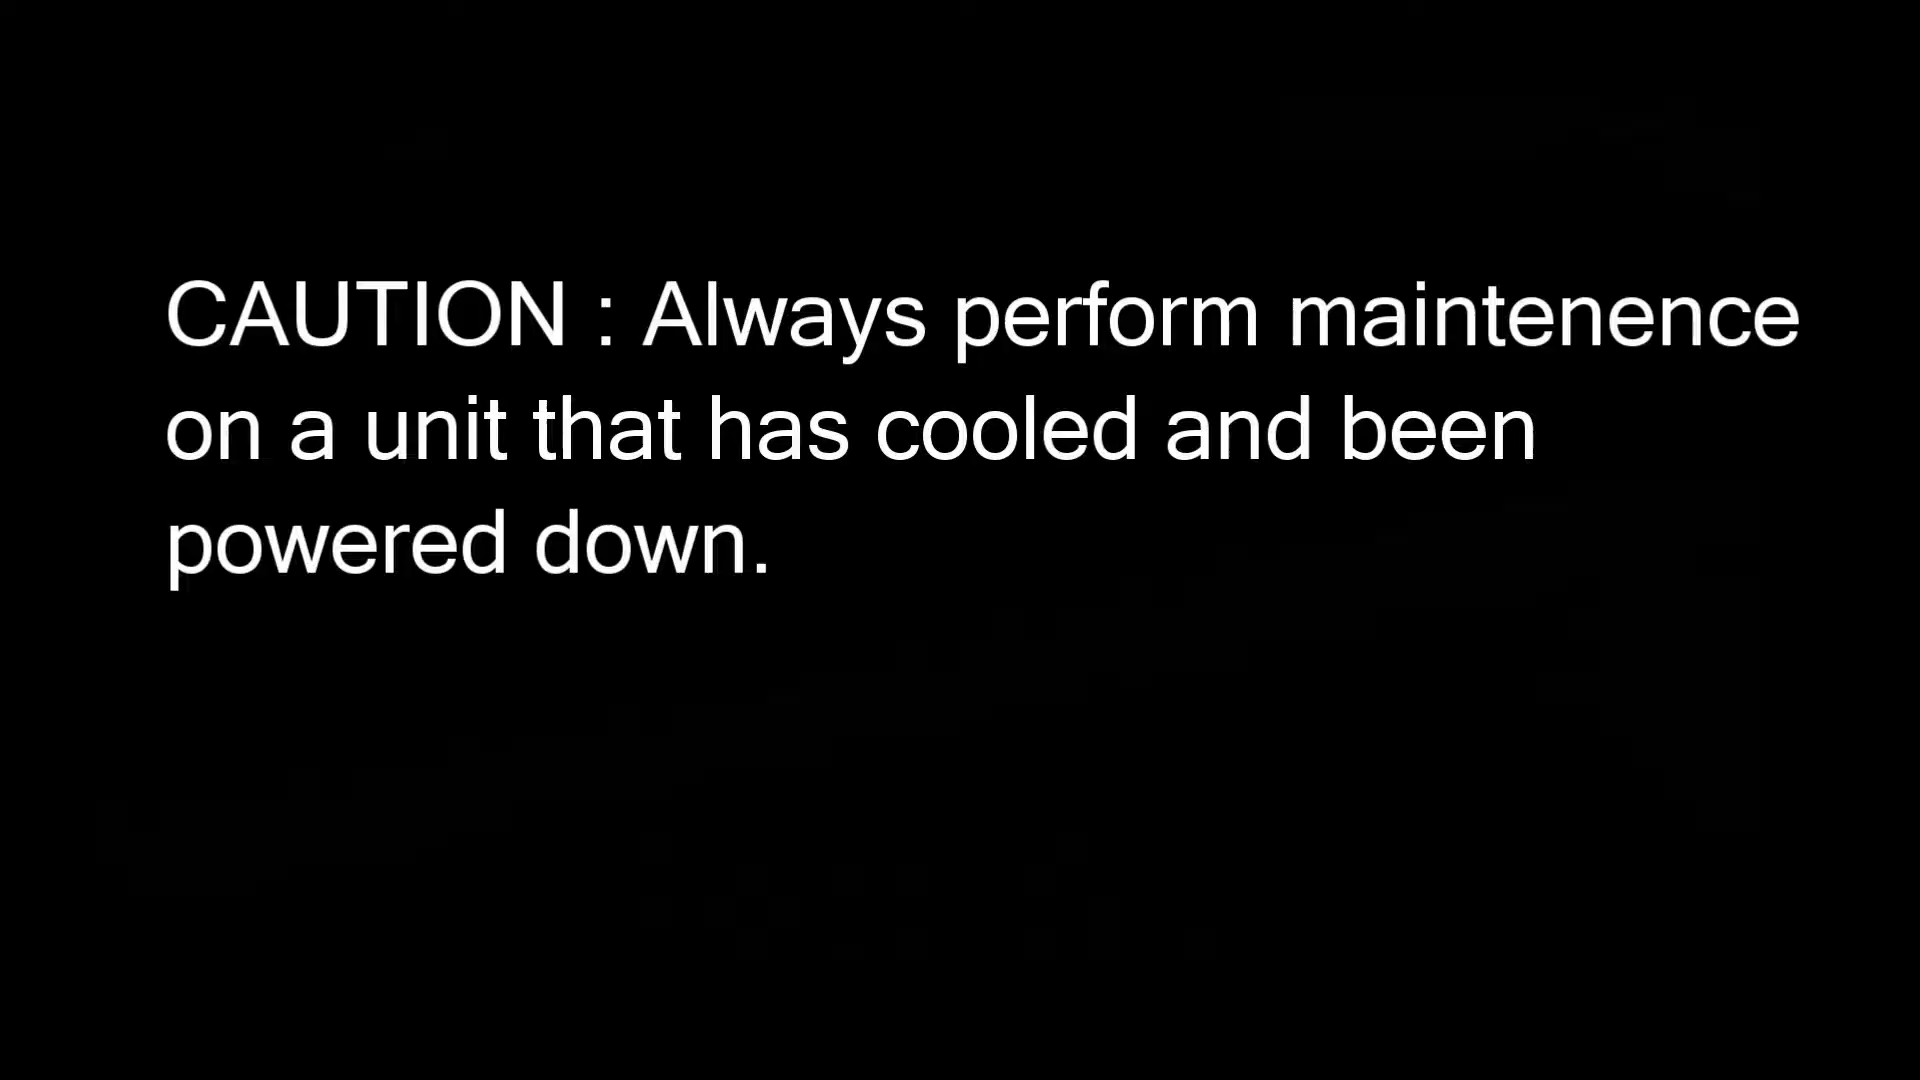 CAUTION : Always perform maintenence
on a unit that has cooled and been
powered down.